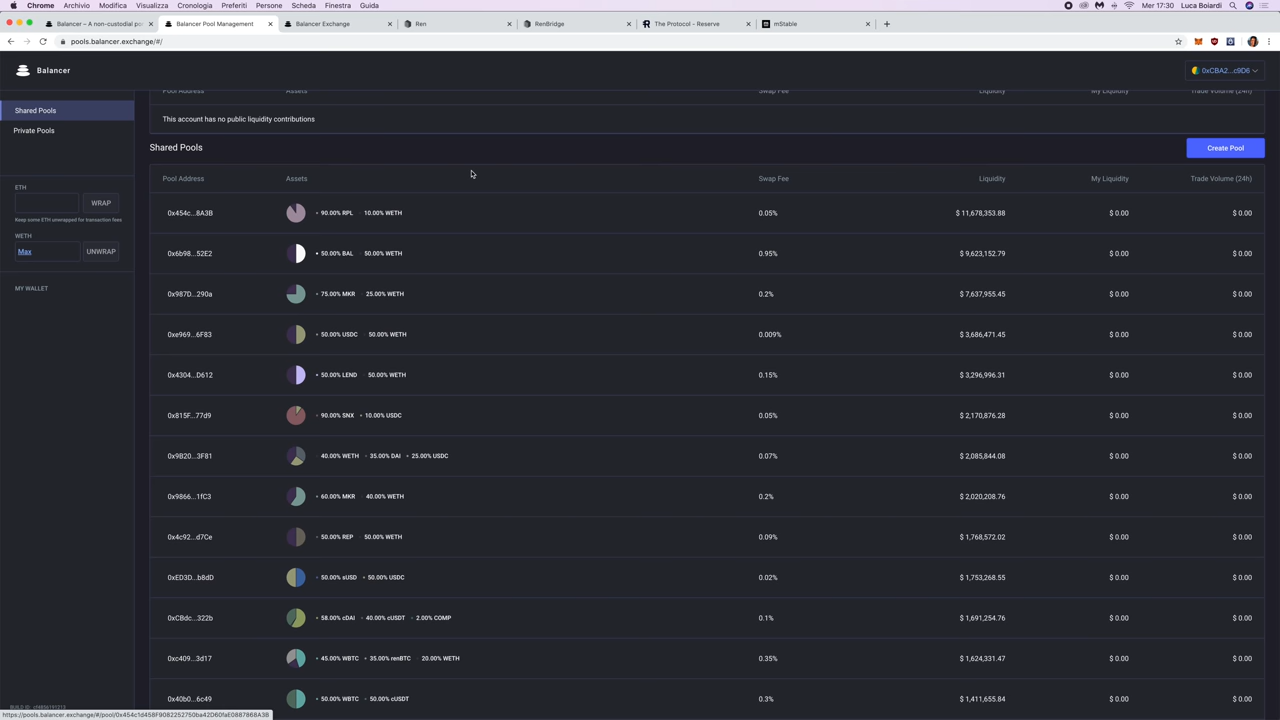 Chrome Archivio Modifica Visualizza Cronologia Preferiti Persone Scheda Finestra Guida Mer 17:30 Luca Boiardi
Balancer – A non-custodial po Balancer Pool Management Balancer Exchange Ren RenBridge The Protocol - Reserve mStable
pools.balancer.exchange/#/
Balancer 0xCBA2...c9D6
Pool Address Assets Swap Fee Liquidity My Liquidity Trade Volume (24h)
Shared Pools
This account has no public liquidity contributions
Private Pools
Shared Pools Create Pool
Pool Address Assets Swap Fee Liquidity My Liquidity Trade Volume (24h)
ETH
WRAP
Keep some ETH unwrapped for transaction fees
WETH
Max UNWRAP
MY WALLET
0x454c...8A3B 90.00% RPL 10.00% WETH 0.05% $ 11,678,353.88 $ 0.00 $ 0.00
0x6b98...52E2 50.00% BAL 50.00% WETH 0.95% $ 9,623,152.79 $ 0.00 $ 0.00
0x987D...290a 75.00% MKR 25.00% WETH 0.2% $ 7,637,955.45 $ 0.00 $ 0.00
0xe969...6F83 50.00% USDC 50.00% WETH 0.009% $ 3,686,471.45 $ 0.00 $ 0.00
0x4304...D612 50.00% LEND 50.00% WETH 0.15% $ 3,296,996.31 $ 0.00 $ 0.00
0x815F...77d9 90.00% SNX 10.00% USDC 0.05% $ 2,170,876.28 $ 0.00 $ 0.00
0x9B20...3F81 40.00% WETH 35.00% DAI 25.00% USDC 0.07% $ 2,085,844.08 $ 0.00 $ 0.00
0x9866...1fC3 60.00% MKR 40.00% WETH 0.2% $ 2,020,208.76 $ 0.00 $ 0.00
0x4c92...d7Ce 50.00% REP 50.00% WETH 0.09% $ 1,768,572.02 $ 0.00 $ 0.00
0xED3D...b8dD 50.00% sUSD 50.00% USDC 0.02% $ 1,753,268.55 $ 0.00 $ 0.00
0xCBdc...322b 58.00% cDAI 40.00% cUSDT 2.00% COMP 0.1% $ 1,691,254.76 $ 0.00 $ 0.00
0xc409...3d17 45.00% WBTC 35.00% renBTC 20.00% WETH 0.35% $ 1,624,331.47 $ 0.00 $ 0.00
0x40b0...6c49 50.00% WBTC 50.00% cUSDT 0.3% $ 1,411,655.84 $ 0.00 $ 0.00